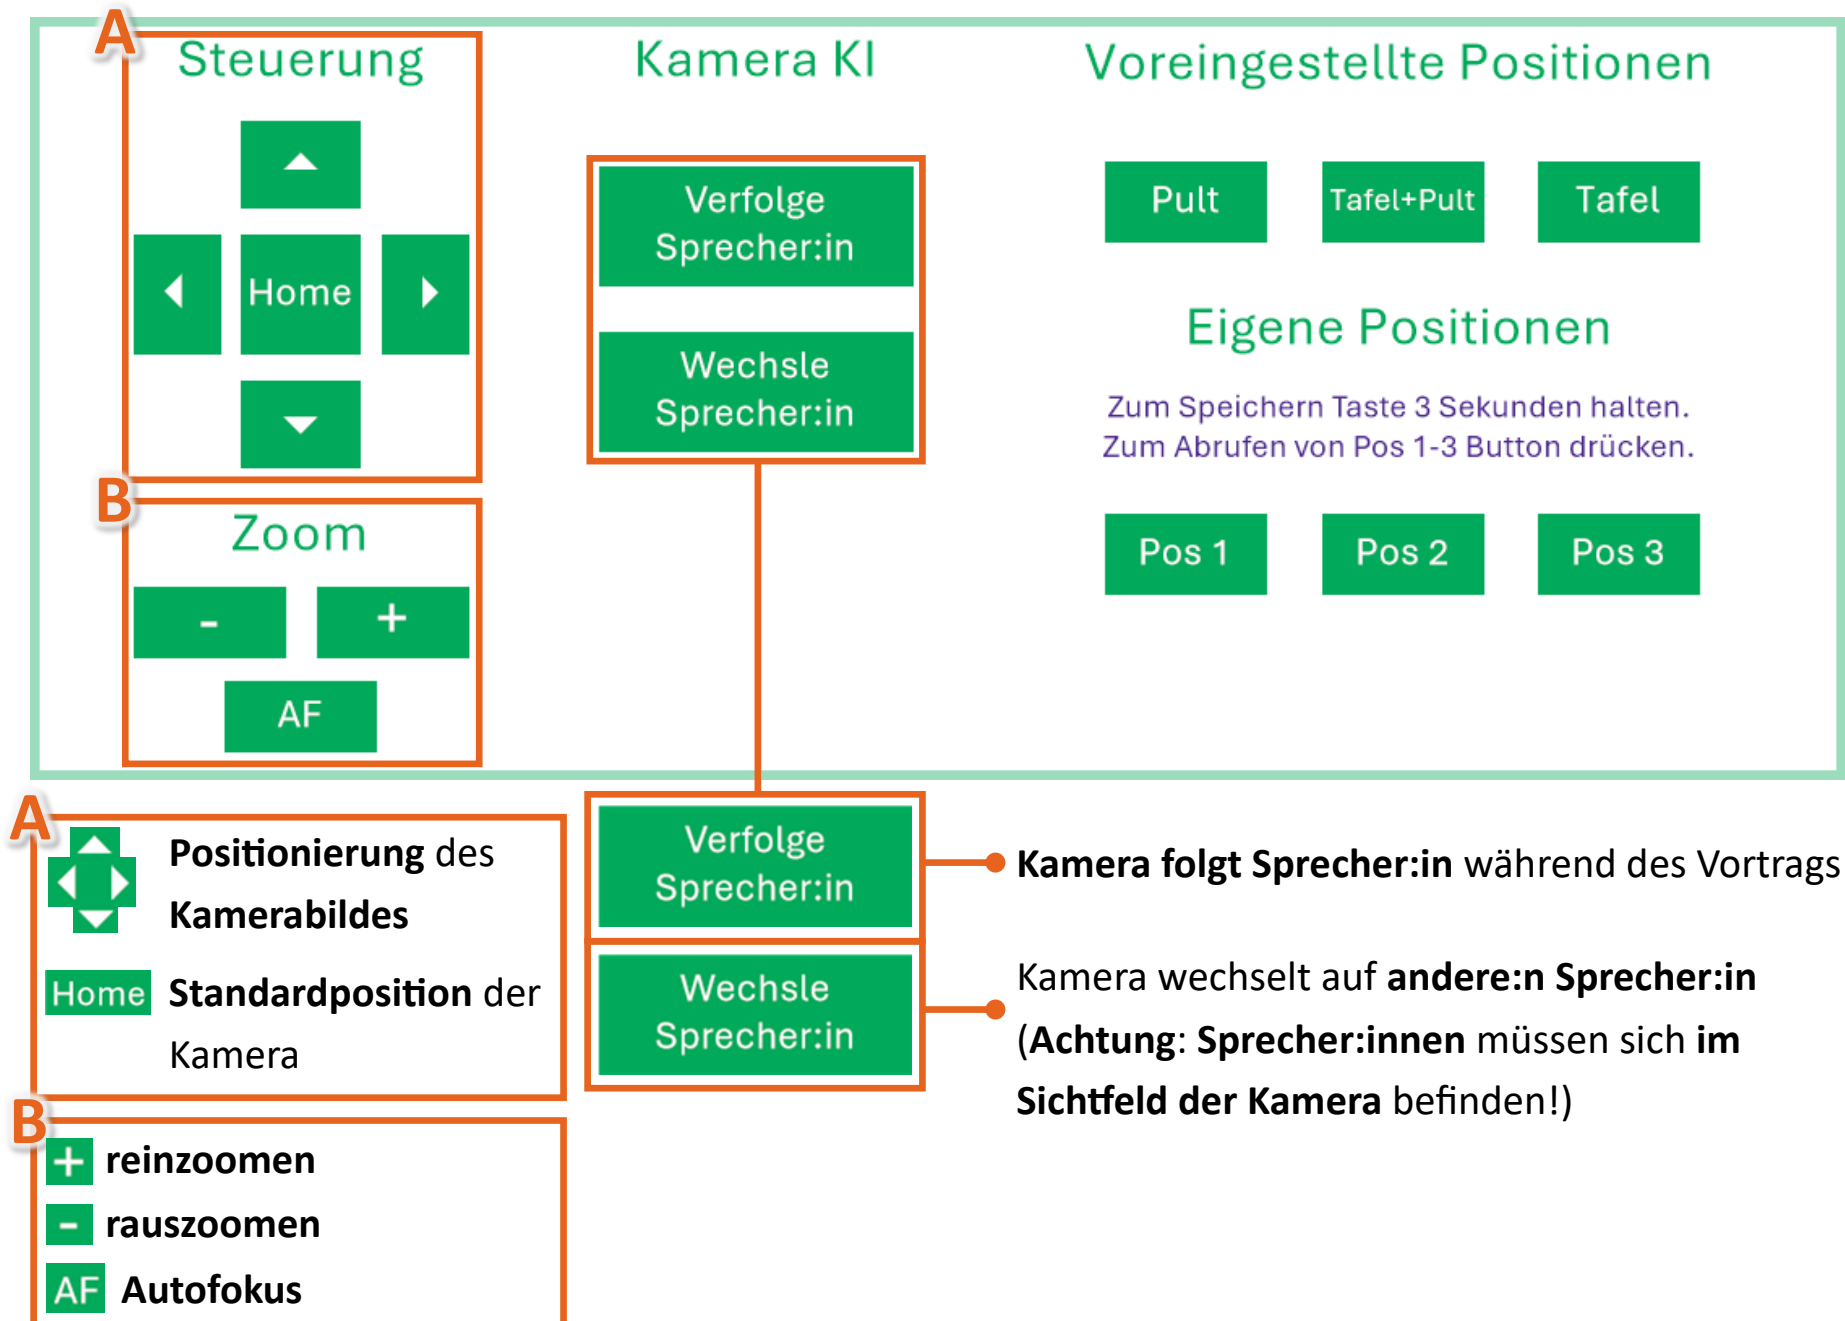 A
Steuerung
Home
B
Zoom
-
+
AF
Kamera KI
Verfolge
Sprecher:in
Wechsle
Sprecher:in
Voreingestellte Positionen
Pult
Tafel+Pult
Tafel
Eigene Positionen
Zum Speichern Taste 3 Sekunden halten.
Zum Abrufen von Pos 1-3 Button drücken.
Pos 1
Pos 2
Pos 3
A
Positionierung des
Kamerabildes
Home Standardposition der
Kamera
B
+ reinzoomen
- rauszoomen
AF Autofokus
Verfolge
Sprecher:in
Kamera folgt Sprecher:in während des Vortrags
Wechsle
Sprecher:in
Kamera wechselt auf andere:n Sprecher:in
(Achtung: Sprecher:innen müssen sich im
Sichtfeld der Kamera befinden!)